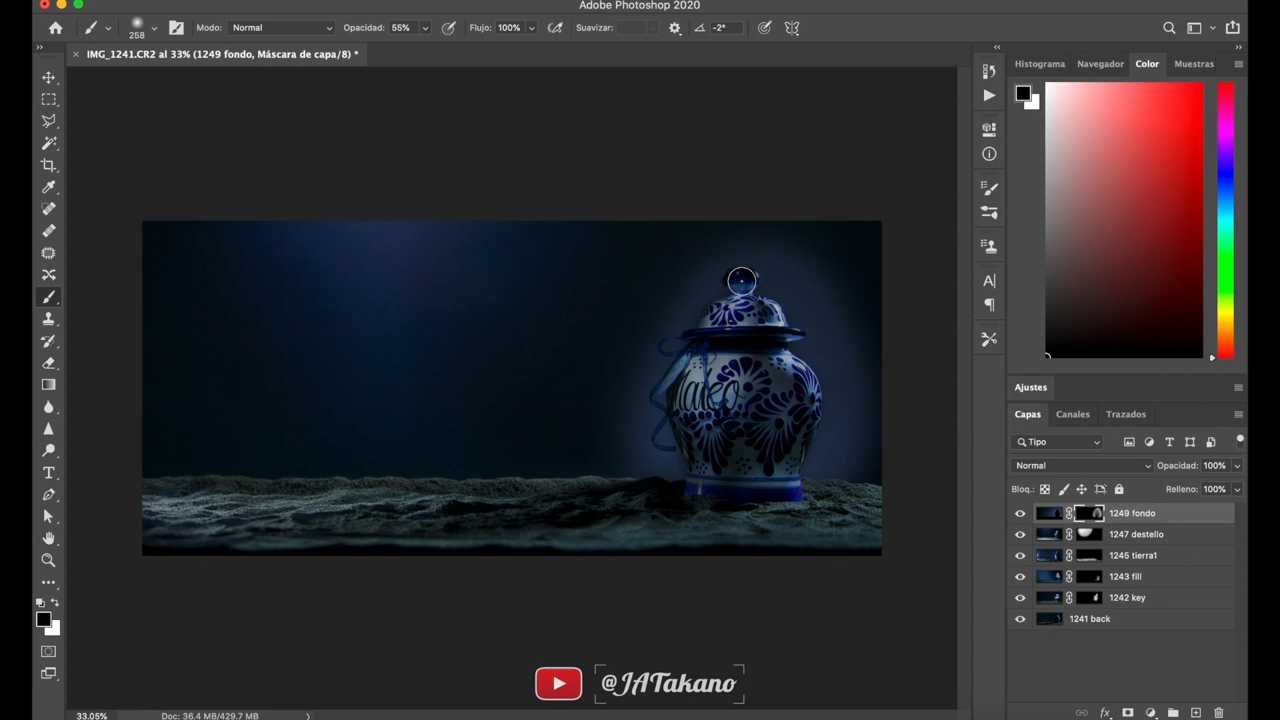 Adobe Photoshop 2020
258
Modo:
Normal
Opacidad:
55%
Flujo:
100%
Suavizar:
-2°
IMG_1241.CR2 al 33% (1249 fondo, Máscara de capa/8) *
Histograma
Navegador
Color
Muestras
Ajustes
Capas
Canales
Trazados
Tipo
Normal
Opacidad:
100%
Bloq.:
Relleno:
100%
1249 fondo
1247 destello
1245 tierra1
1243 fill
1242 key
1241 back
@JATakano
33.05%
Doc: 36.4 MB/429.7 MB